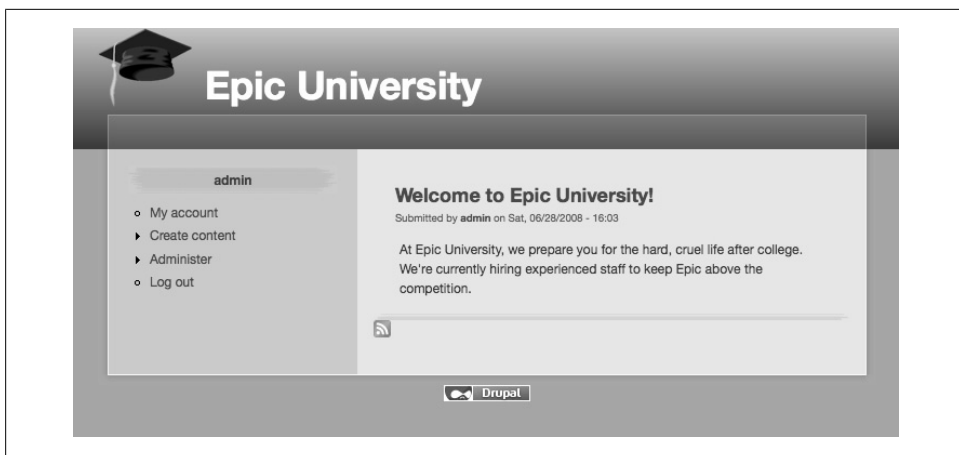 Epic University
admin
My account
Create content
Administer
Log out
Welcome to Epic University!
Submitted by admin on Sat, 06/28/2008 - 16:03
At Epic University, we prepare you for the hard, cruel life after college.
We're currently hiring experienced staff to keep Epic above the
competition.
Drupal